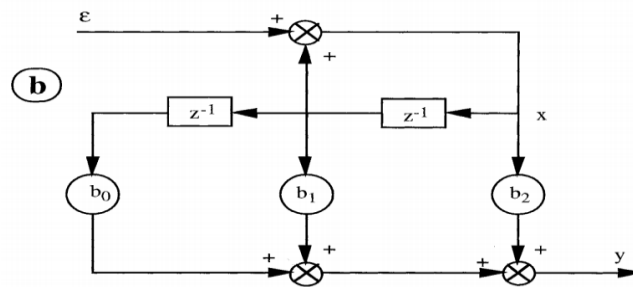 ε + 
+
b
z⁻¹ z⁻¹ x
b₀ b₁ b₂
+ + + + y